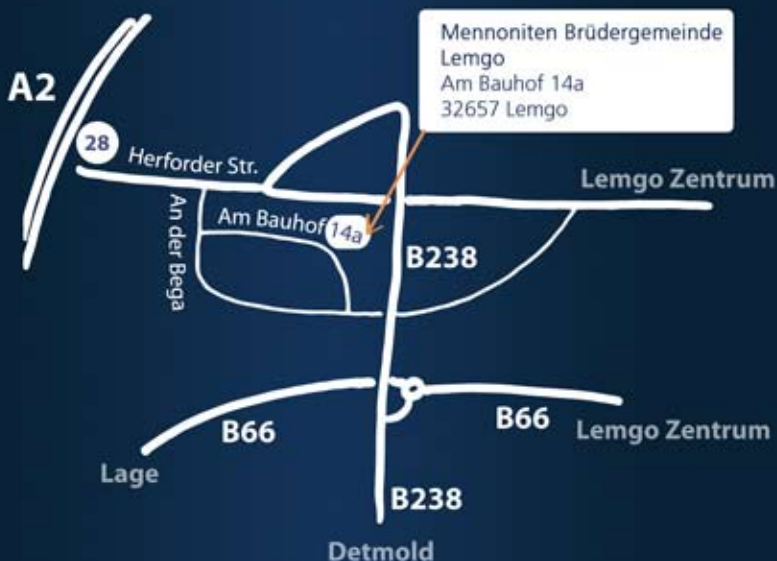 Mennoniten Brüdergemeinde
Lemgo
Am Bauhof 14a
32657 Lemgo
A2
28
Herforder Str.
Lemgo Zentrum
An der Bega
Am Bauhof
14a
B238
B66
B66
Lemgo Zentrum
Lage
B238
Detmold